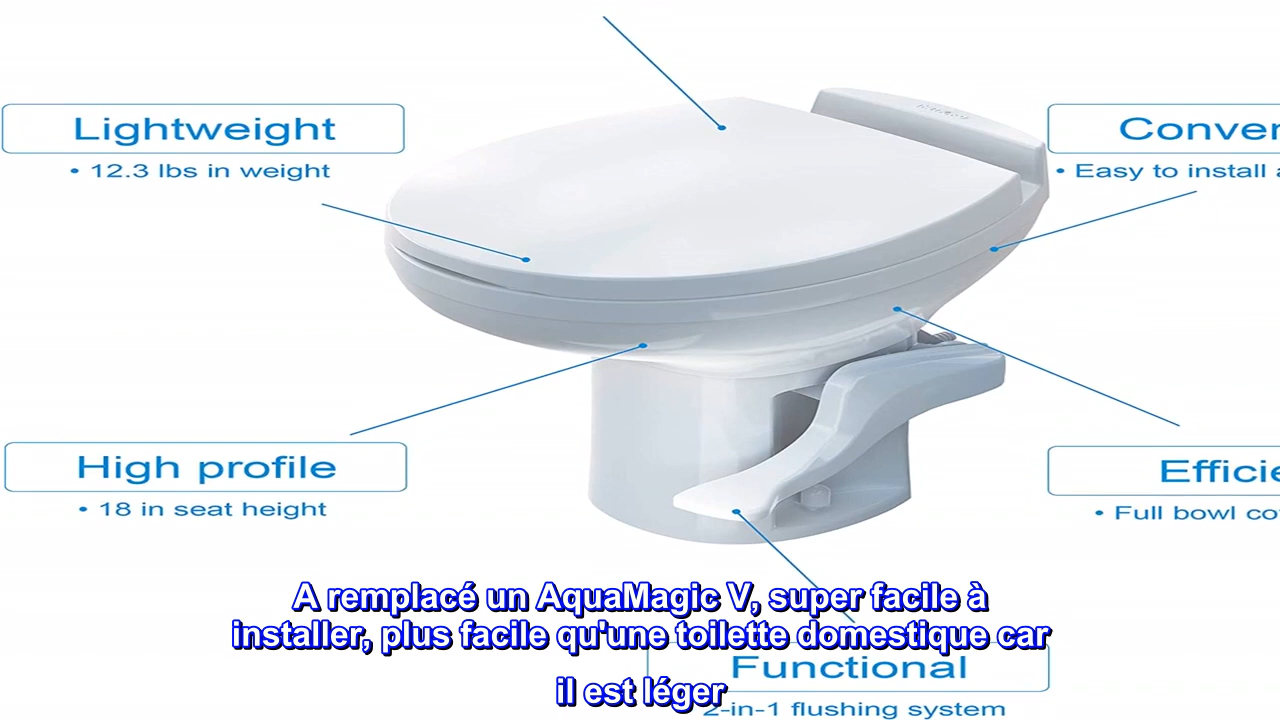 Lightweight
• 12.3 lbs in weight
Conver
• Easy to install
High profile
• 18 in seat height
Efficie
• Full bowl co
A remplacé un AquaMagic V, super facile à
installer, plus facile qu'une toilette domestique car
il est léger
Functional
2-in-1 flushing system